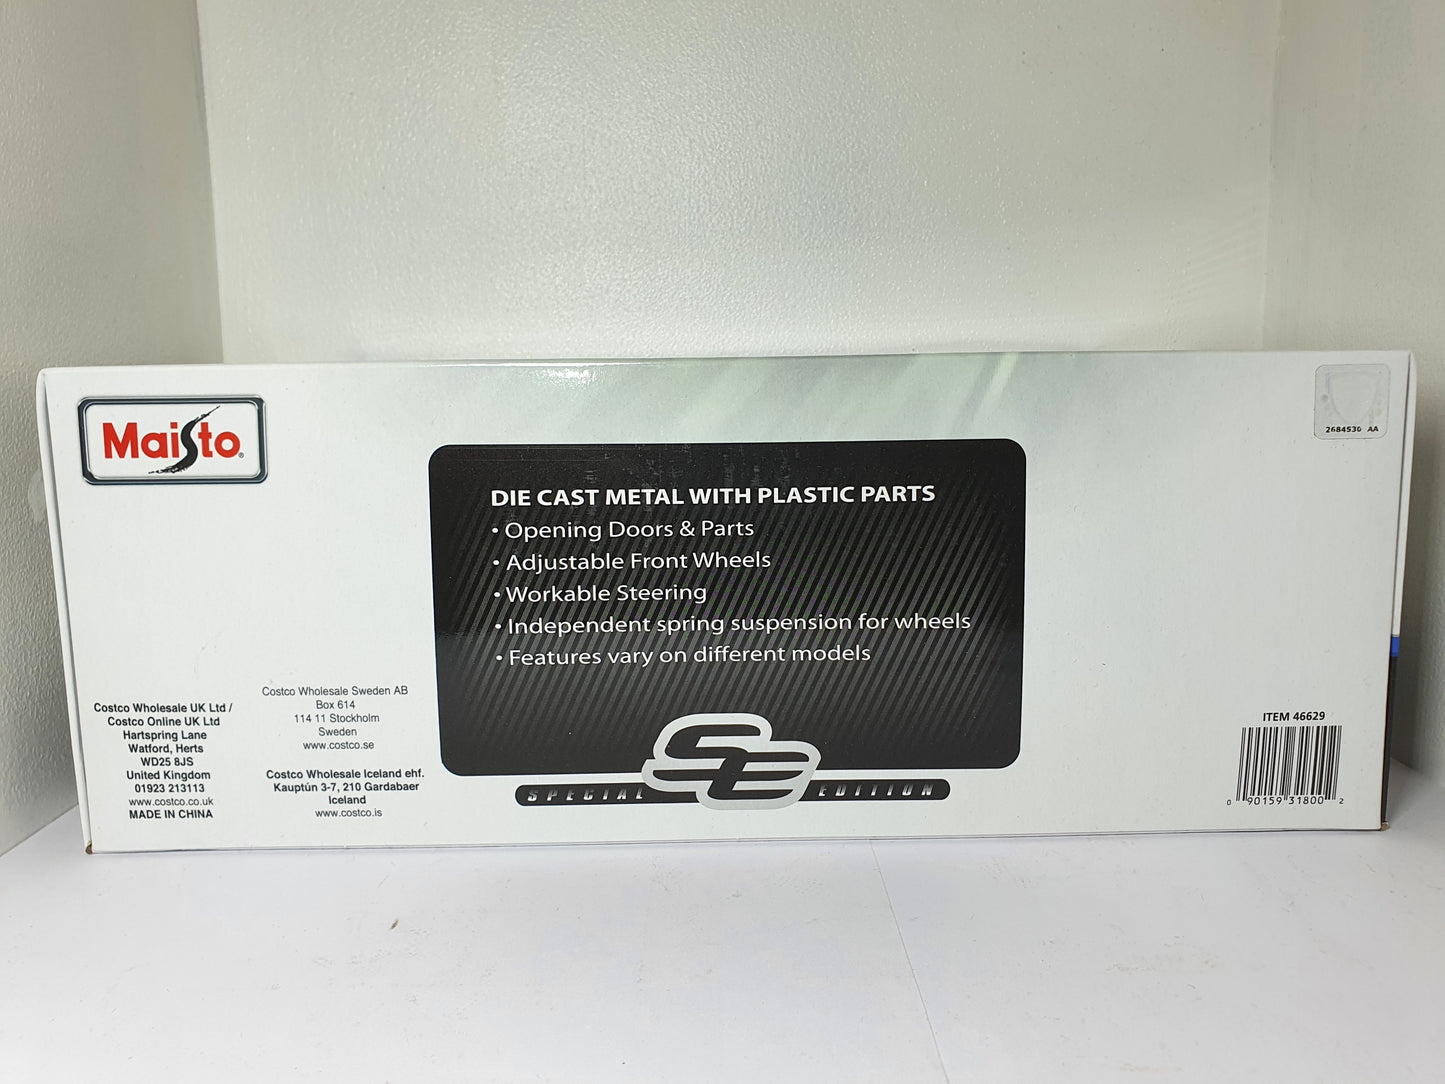 Maisto
2684530 AA
DIE CAST METAL WITH PLASTIC PARTS
• Opening Doors & Parts
• Adjustable Front Wheels
• Workable Steering
• Independent spring suspension for wheels
• Features vary on different models
SE
SPECIAL EDITION
Costco Wholesale UK Ltd /
Costco Online UK Ltd
Hartspring Lane
Watford, Herts
WD25 8JS
United Kingdom
01923 213113
www.costco.co.uk
MADE IN CHINA
Costco Wholesale Sweden AB
Box 614
114 11 Stockholm
Sweden
www.costco.se
Costco Wholesale Iceland ehf.
Kauptún 3-7, 210 Gardabaer
Iceland
www.costco.is
ITEM 46629
0 90159 31800 2